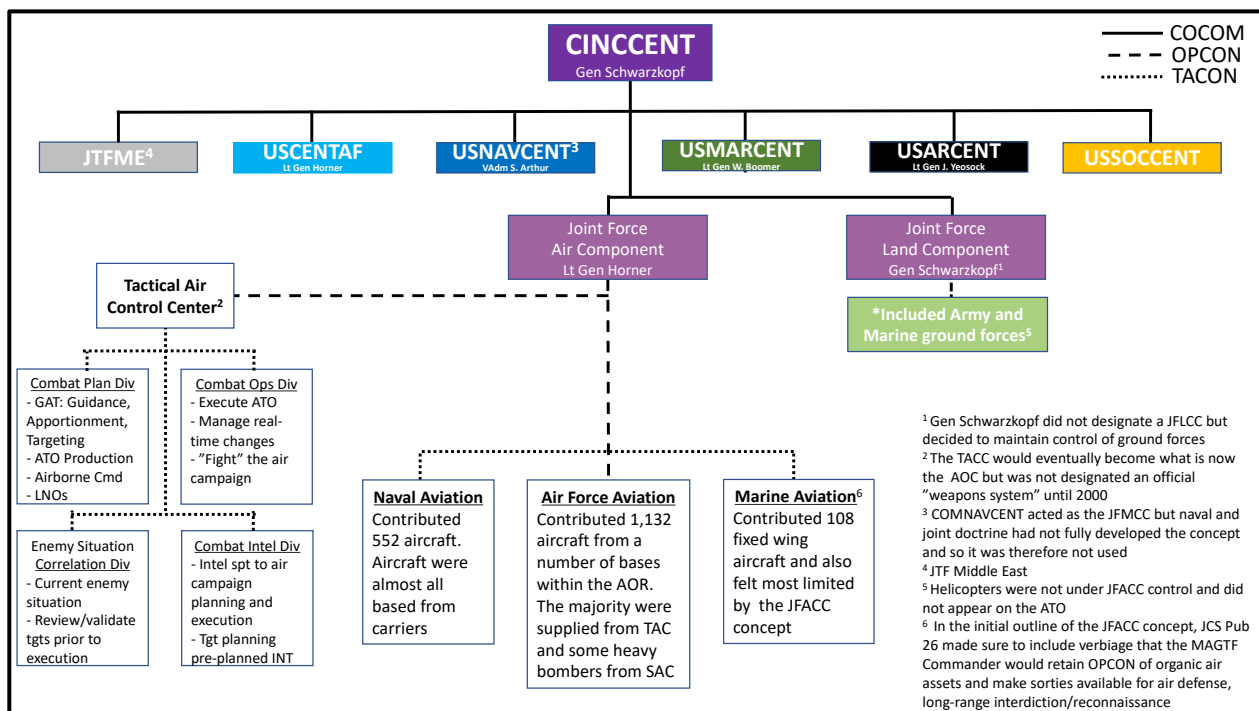 CINCCENT
Gen Schwarzkopf
COCOM
OPCON
TACON
JTFME⁴
USCENTAF
Lt Gen Horner
USNAVCENT³
VAdm S. Arthur
USMARCENT
Lt Gen W. Boomer
USARCENT
Lt Gen J. Yeosock
USSOCCENT
Joint Force
Air Component
Lt Gen Horner
Joint Force
Land Component
Gen Schwarzkopf¹
*Included Army and
Marine ground forces⁵
Tactical Air
Control Center²
Combat Plan Div
- GAT: Guidance,
Apportionment,
Targeting
- ATO Production
- Airborne Cmd
- LNOs
Combat Ops Div
- Execute ATO
- Manage real-
time changes
- ”Fight” the air
campaign
Enemy Situation
Correlation Div
- Current enemy
situation
- Review/validate
tgts prior to
execution
Combat Intel Div
- Intel spt to air
campaign
planning and
execution
- Tgt planning
pre-planned INT
Naval Aviation
Contributed
552 aircraft.
Aircraft were
almost all
based from
carriers
Air Force Aviation
Contributed 1,132
aircraft from a
number of bases
within the AOR.
The majority were
supplied from TAC
and some heavy
bombers from SAC
Marine Aviation⁶
Contributed 108
fixed wing
aircraft and also
felt most limited
by the JFACC
concept
¹ Gen Schwarzkopf did not designate a JFLCC but
decided to maintain control of ground forces
² The TACC would eventually become what is now
the AOC but was not designated an official
”weapons system” until 2000
³ COMNAVCENT acted as the JFMCC but naval and
joint doctrine had not fully developed the concept
and so it was therefore not used
⁴ JTF Middle East
⁵ Helicopters were not under JFACC control and did
not appear on the ATO
⁶ In the initial outline of the JFACC concept, JCS Pub
26 made sure to include verbiage that the MAGTF
Commander would retain OPCON of organic air
assets and make sorties available for air defense,
long-range interdiction/reconnaissance